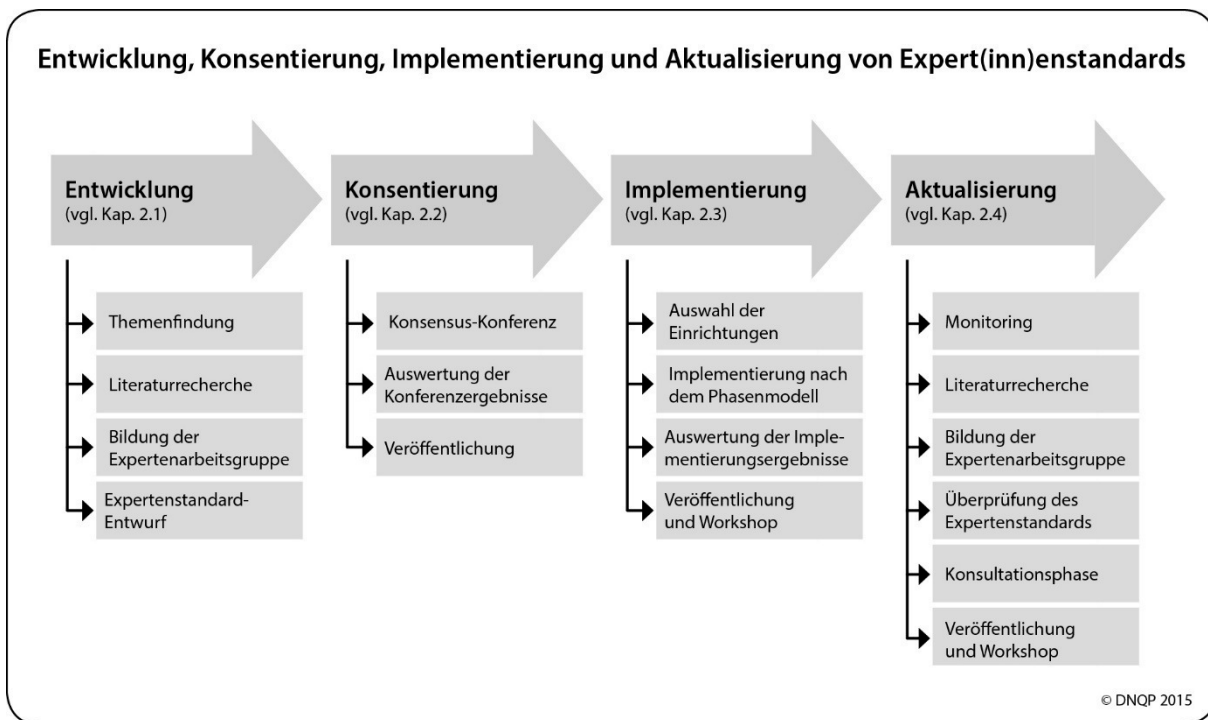 Entwicklung, Konsentierung, Implementierung und Aktualisierung von Expert(inn)enstandards
Entwicklung
(vgl. Kap. 2.1)
Themenfindung
Literaturrecherche
Bildung der
Expertenarbeitsgruppe
Expertenstandard-
Entwurf
Konsentierung
(vgl. Kap. 2.2)
Konsensus-Konferenz
Auswertung der
Konferenzergebnisse
Veröffentlichung
Implementierung
(vgl. Kap. 2.3)
Auswahl der
Einrichtungen
Implementierung nach
dem Phasenmodell
Auswertung der Imple-
mentierungsergebnisse
Veröffentlichung
und Workshop
Aktualisierung
(vgl. Kap. 2.4)
Monitoring
Literaturrecherche
Bildung der
Expertenarbeitsgruppe
Überprüfung des
Expertenstandards
Konsultationsphase
Veröffentlichung
und Workshop
© DNQP 2015